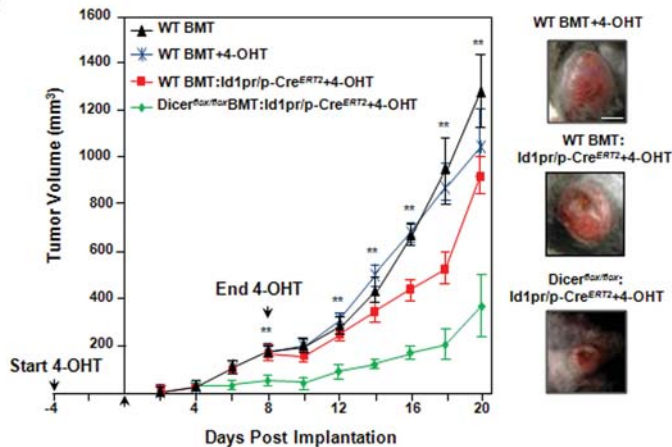 1600
1400
1200
1000
800
600
400
200
Tumor Volume (mm³)
WT BMT
WT BMT+4-OHT
WT BMT:Id1pr/p-Creᴱᴿᵀ²+4-OHT
Dicerᶠˡᵒˣ/ᶠˡᵒˣBMT:Id1pr/p-Creᴱᴿᵀ²+4-OHT
**
**
**
**
**
**
**
End 4-OHT
Start 4-OHT
-4 4 8 12 16 20
Days Post Implantation
WT BMT+4-OHT
WT BMT:
Id1pr/p-Creᴱᴿᵀ²+4-OHT
Dicerᶠˡᵒˣ/ᶠˡᵒˣ:
Id1pr/p-Creᴱᴿᵀ²+4-OHT